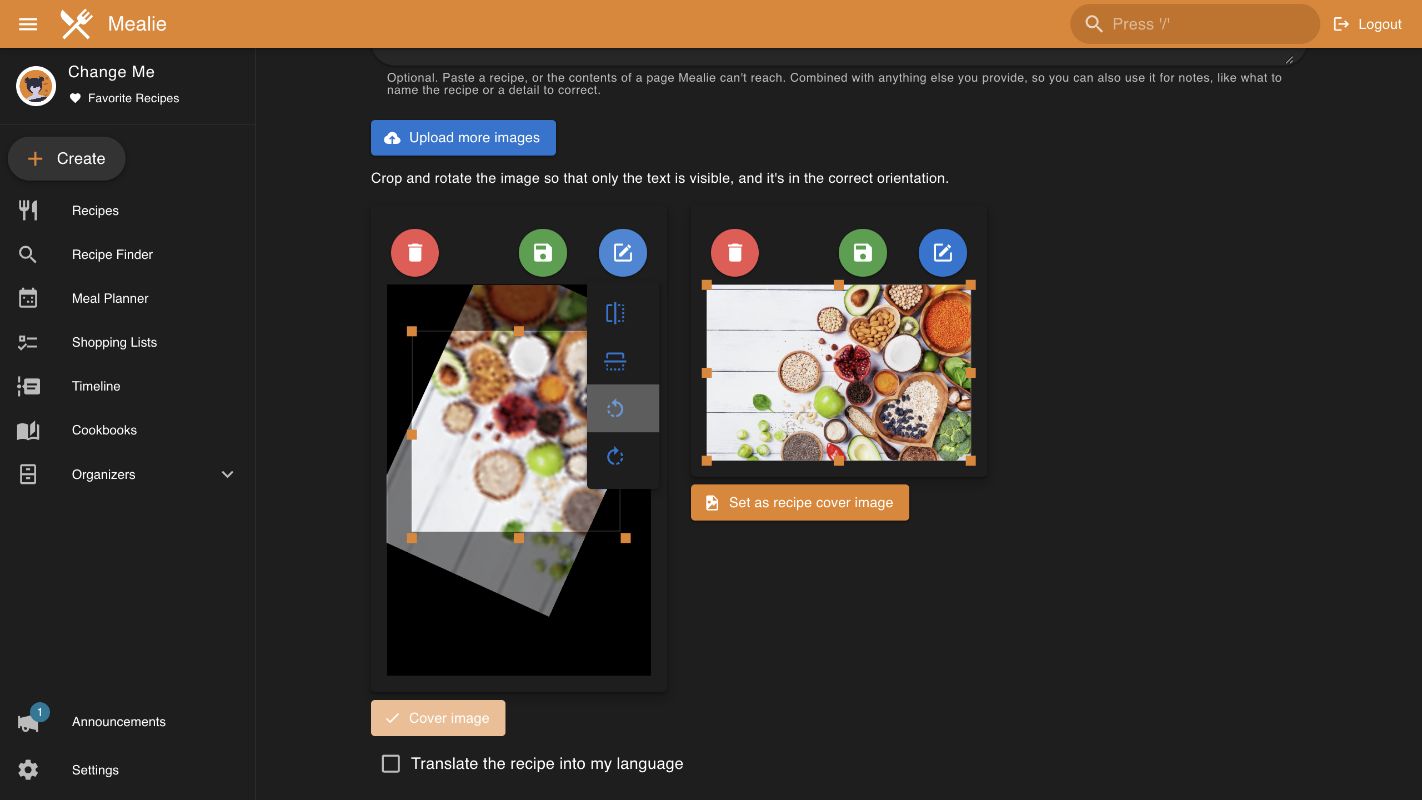 Mealie
Press '/'
Logout
Change Me
Favorite Recipes
Create
Recipes
Recipe Finder
Meal Planner
Shopping Lists
Timeline
Cookbooks
Organizers
1
Announcements
Settings
Optional. Paste a recipe, or the contents of a page Mealie can't reach. Combined with anything else you provide, so you can also use it for notes, like what to
name the recipe or a detail to correct.
Upload more images
Crop and rotate the image so that only the text is visible, and it's in the correct orientation.
Set as recipe cover image
Cover image
Translate the recipe into my language